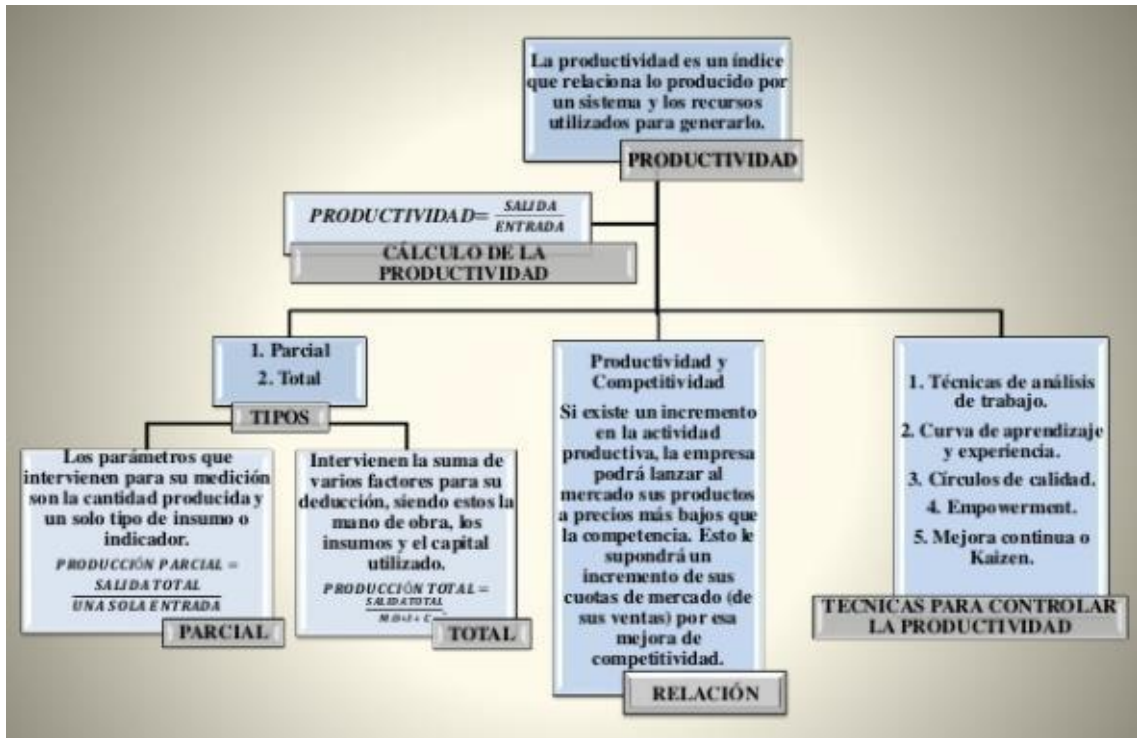 La productividad es un índice
que relaciona lo producido por
un sistema y los recursos
utilizados para generarlo.
PRODUCTIVIDAD
PRODUCTIVIDAD= SALIDA
ENTRADA
CÁLCULO DE LA
PRODUCTIVIDAD
1. Parcial
2. Total
TIPOS
Los parámetros que
intervienen para su medición
son la cantidad producida y
un solo tipo de insumo o
indicador.
PRODUCCIÓN PARCIAL =
SALIDA TOTAL
UNA SOLA ENTRADA
PARCIAL
Intervienen la suma de
varios factores para su
deducción, siendo estos la
mano de obra, los
insumos y el capital
utilizado.
PRODUCCIÓN TOTAL =
SALIDA TOTAL
M.O+I+ C
TOTAL
Productividad y
Competitividad
Si existe un incremento
en la actividad
productiva, la empresa
podrá lanzar al
mercado sus productos
a precios más bajos que
la competencia. Esto le
supondrá un
incremento de sus
cuotas de mercado (de
sus ventas) por esa
mejora de
competitividad.
RELACIÓN
1. Técnicas de análisis
de trabajo.
2. Curva de aprendizaje
y experiencia.
3. Círculos de calidad.
4. Empowerment.
5. Mejora continua o
Kaizen.
TECNICAS PARA CONTROLAR
LA PRODUCTIVIDAD